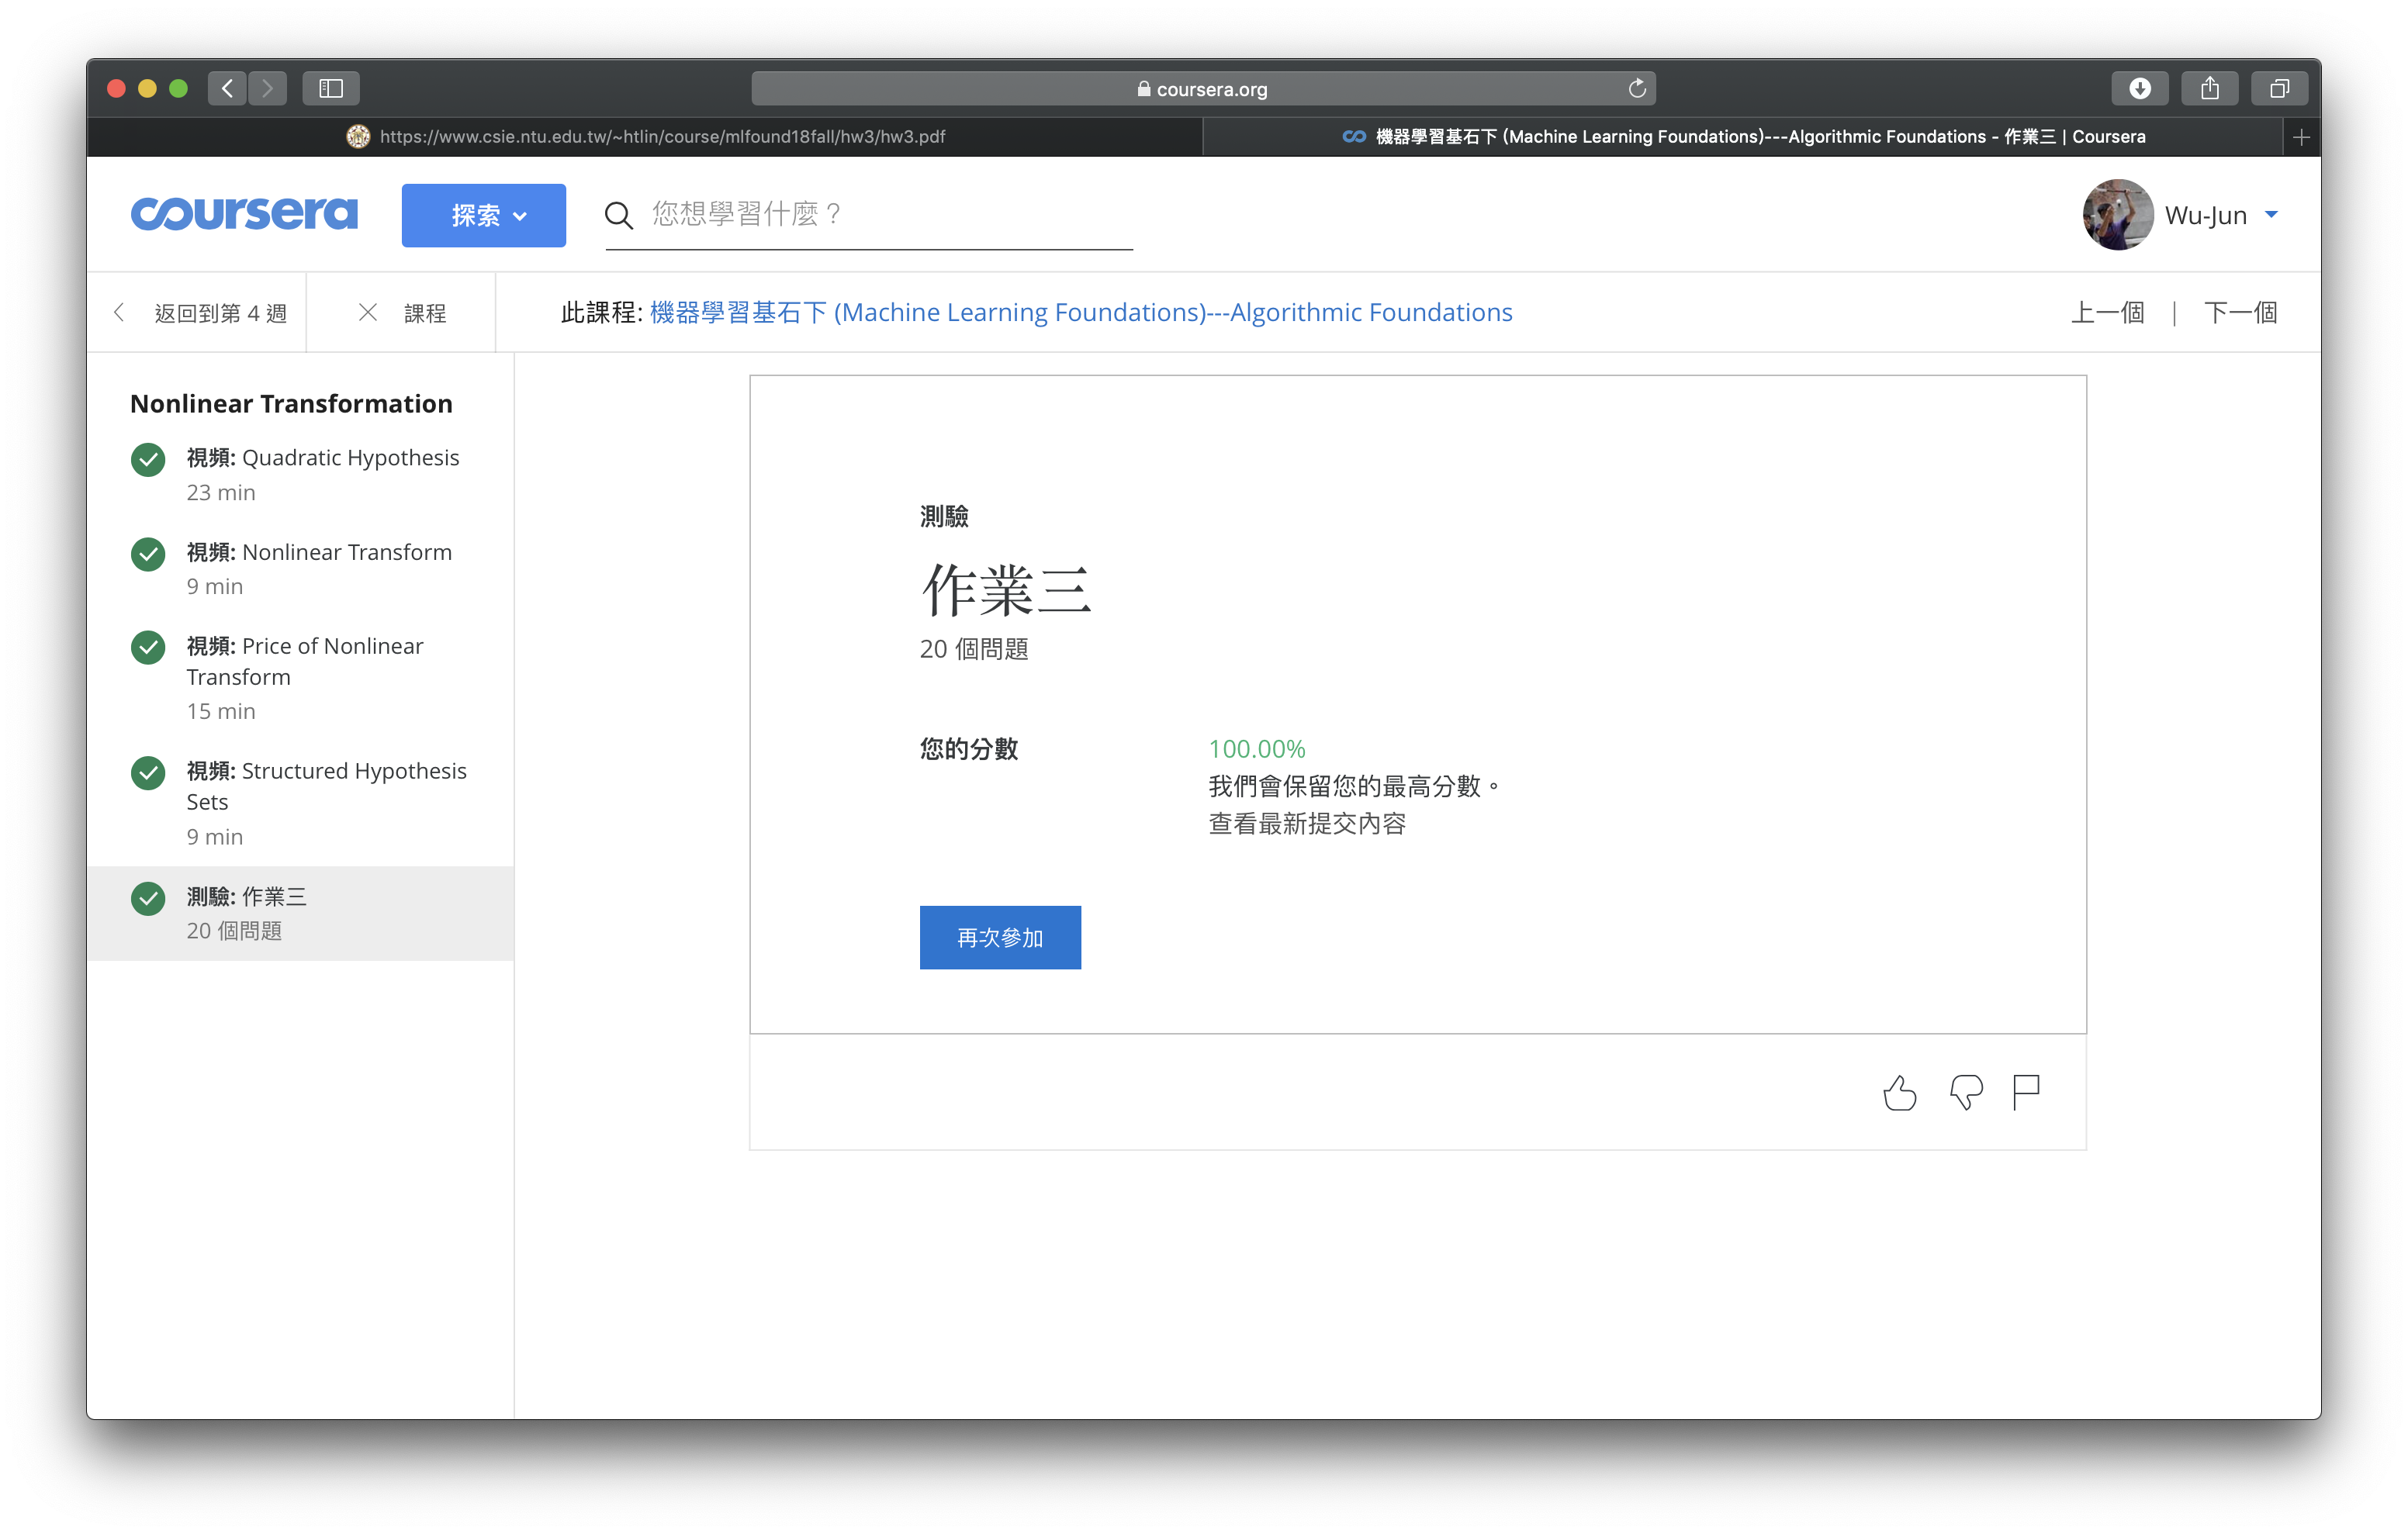 coursera.org
https://www.csie.ntu.edu.tw/~htlin/course/mlfound18fall/hw3/hw3.pdf
機器學習基石下 (Machine Learning Foundations)---Algorithmic Foundations - 作業三 | Coursera
coursera
探索
您想學習什麼？
Wu-Jun
返回到第 4 週
課程
此課程: 機器學習基石下 (Machine Learning Foundations)---Algorithmic Foundations
上一個 | 下一個
Nonlinear Transformation
視頻: Quadratic Hypothesis
23 min
視頻: Nonlinear Transform
9 min
視頻: Price of Nonlinear
Transform
15 min
視頻: Structured Hypothesis
Sets
9 min
測驗: 作業三
20 個問題
測驗
作業三
20 個問題
您的分數
100.00%
我們會保留您的最高分數。
查看最新提交內容
再次參加